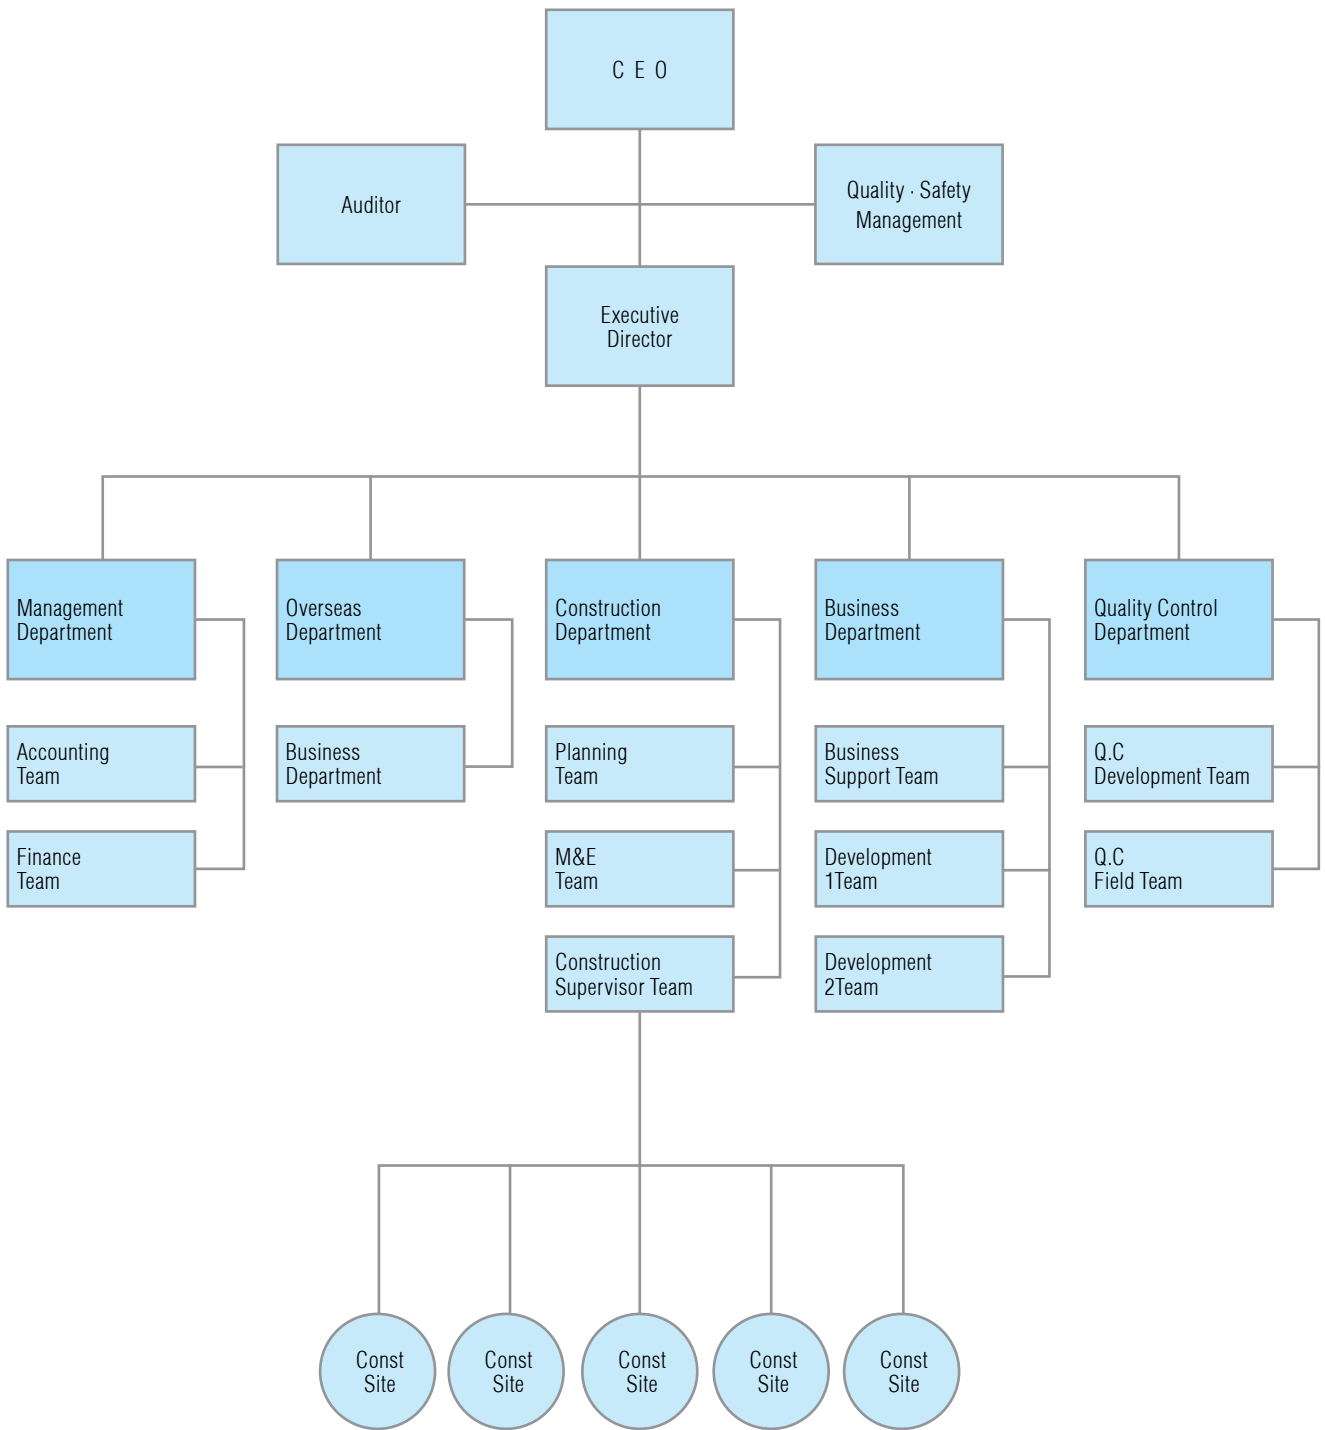 C E O
Auditor
Quality · Safety
Management
Executive
Director
Management
Department
Overseas
Department
Construction
Department
Business
Department
Quality Control
Department
Accounting
Team
Business
Department
Planning
Team
Business
Support Team
Q.C
Development Team
Finance
Team
M&E
Team
Development
1Team
Q.C
Field Team
Construction
Supervisor Team
Development
2Team
Const
Site
Const
Site
Const
Site
Const
Site
Const
Site